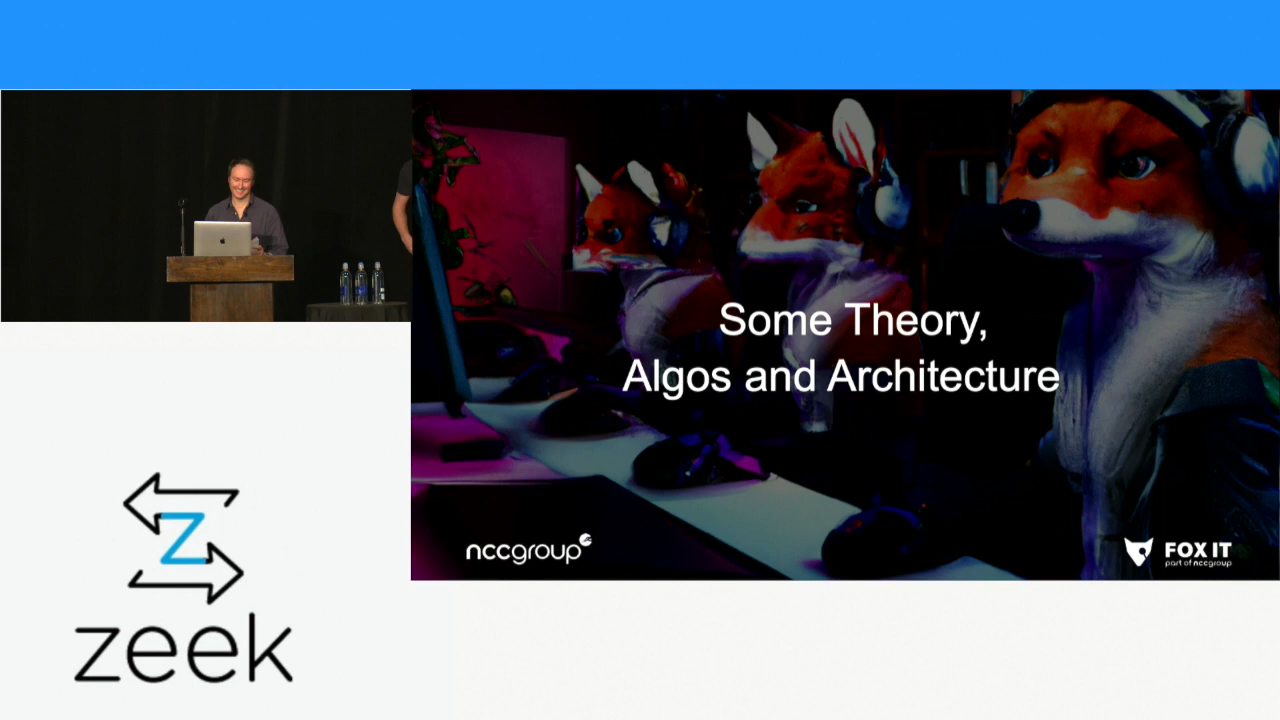 Some Theory,
Algos and Architecture
nccgroup
FOX IT
part of nccgroup
Z
zeek